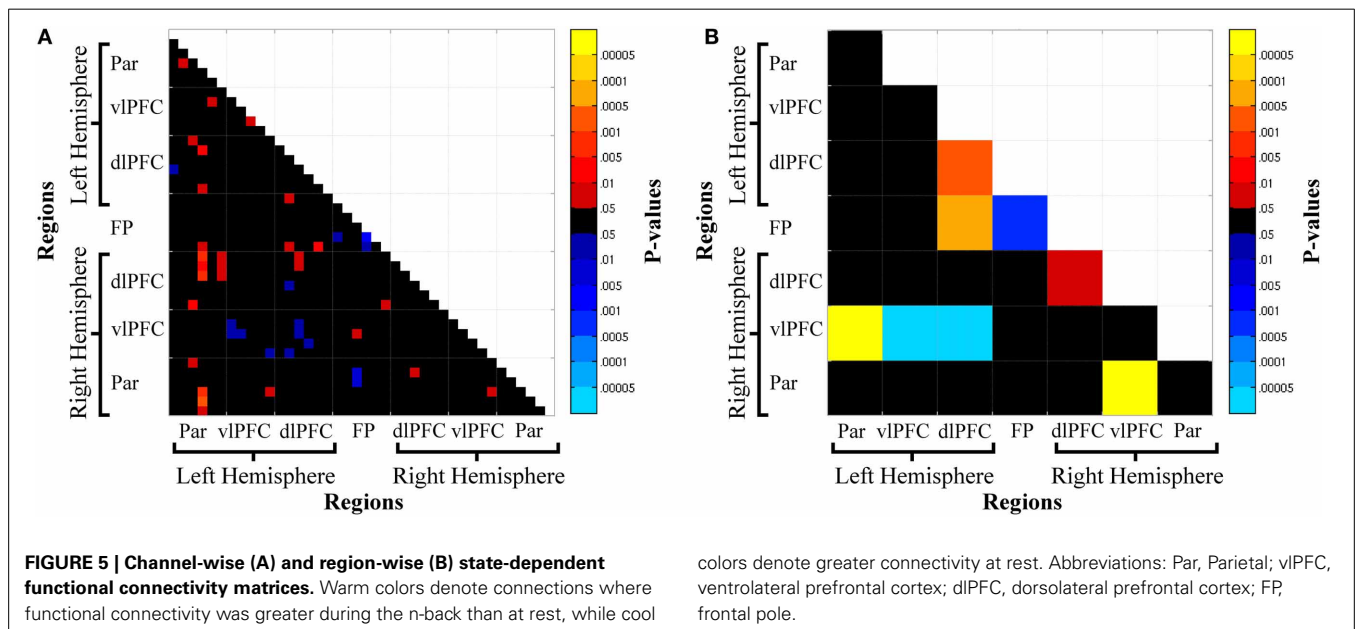 A
Left Hemisphere
Right Hemisphere
Regions
Par
vlPFC
dlPFC
FP
dlPFC
vlPFC
Par
Par vlPFC dlPFC FP dlPFC vlPFC Par
Left Hemisphere Right Hemisphere
Regions
.00005
.0001
.0005
.001
.005
.01
.05
.05
.01
.005
.001
.0005
.0001
.00005
P-values
B
Left Hemisphere
Right Hemisphere
Regions
Par
vlPFC
dlPFC
FP
dlPFC
vlPFC
Par
Par vlPFC dlPFC FP dlPFC vlPFC Par
Left Hemisphere Right Hemisphere
Regions
.00005
.0001
.0005
.001
.005
.01
.05
.05
.01
.005
.001
.0005
.0001
.00005
P-values
FIGURE 5 | Channel-wise (A) and region-wise (B) state-dependent
functional connectivity matrices. Warm colors denote connections where
functional connectivity was greater during the n-back than at rest, while cool
colors denote greater connectivity at rest. Abbreviations: Par, Parietal; vlPFC,
ventrolateral prefrontal cortex; dlPFC, dorsolateral prefrontal cortex; FP,
frontal pole.